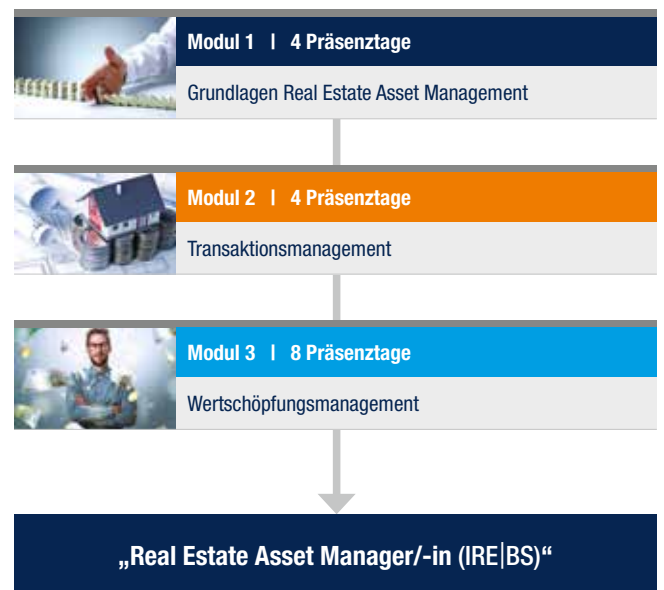 Modul 1 | 4 Präsenztage
Grundlagen Real Estate Asset Management
Modul 2 | 4 Präsenztage
Transaktionsmanagement
Modul 3 | 8 Präsenztage
Wertschöpfungsmanagement
„Real Estate Asset Manager/-in (IRE|BS)“